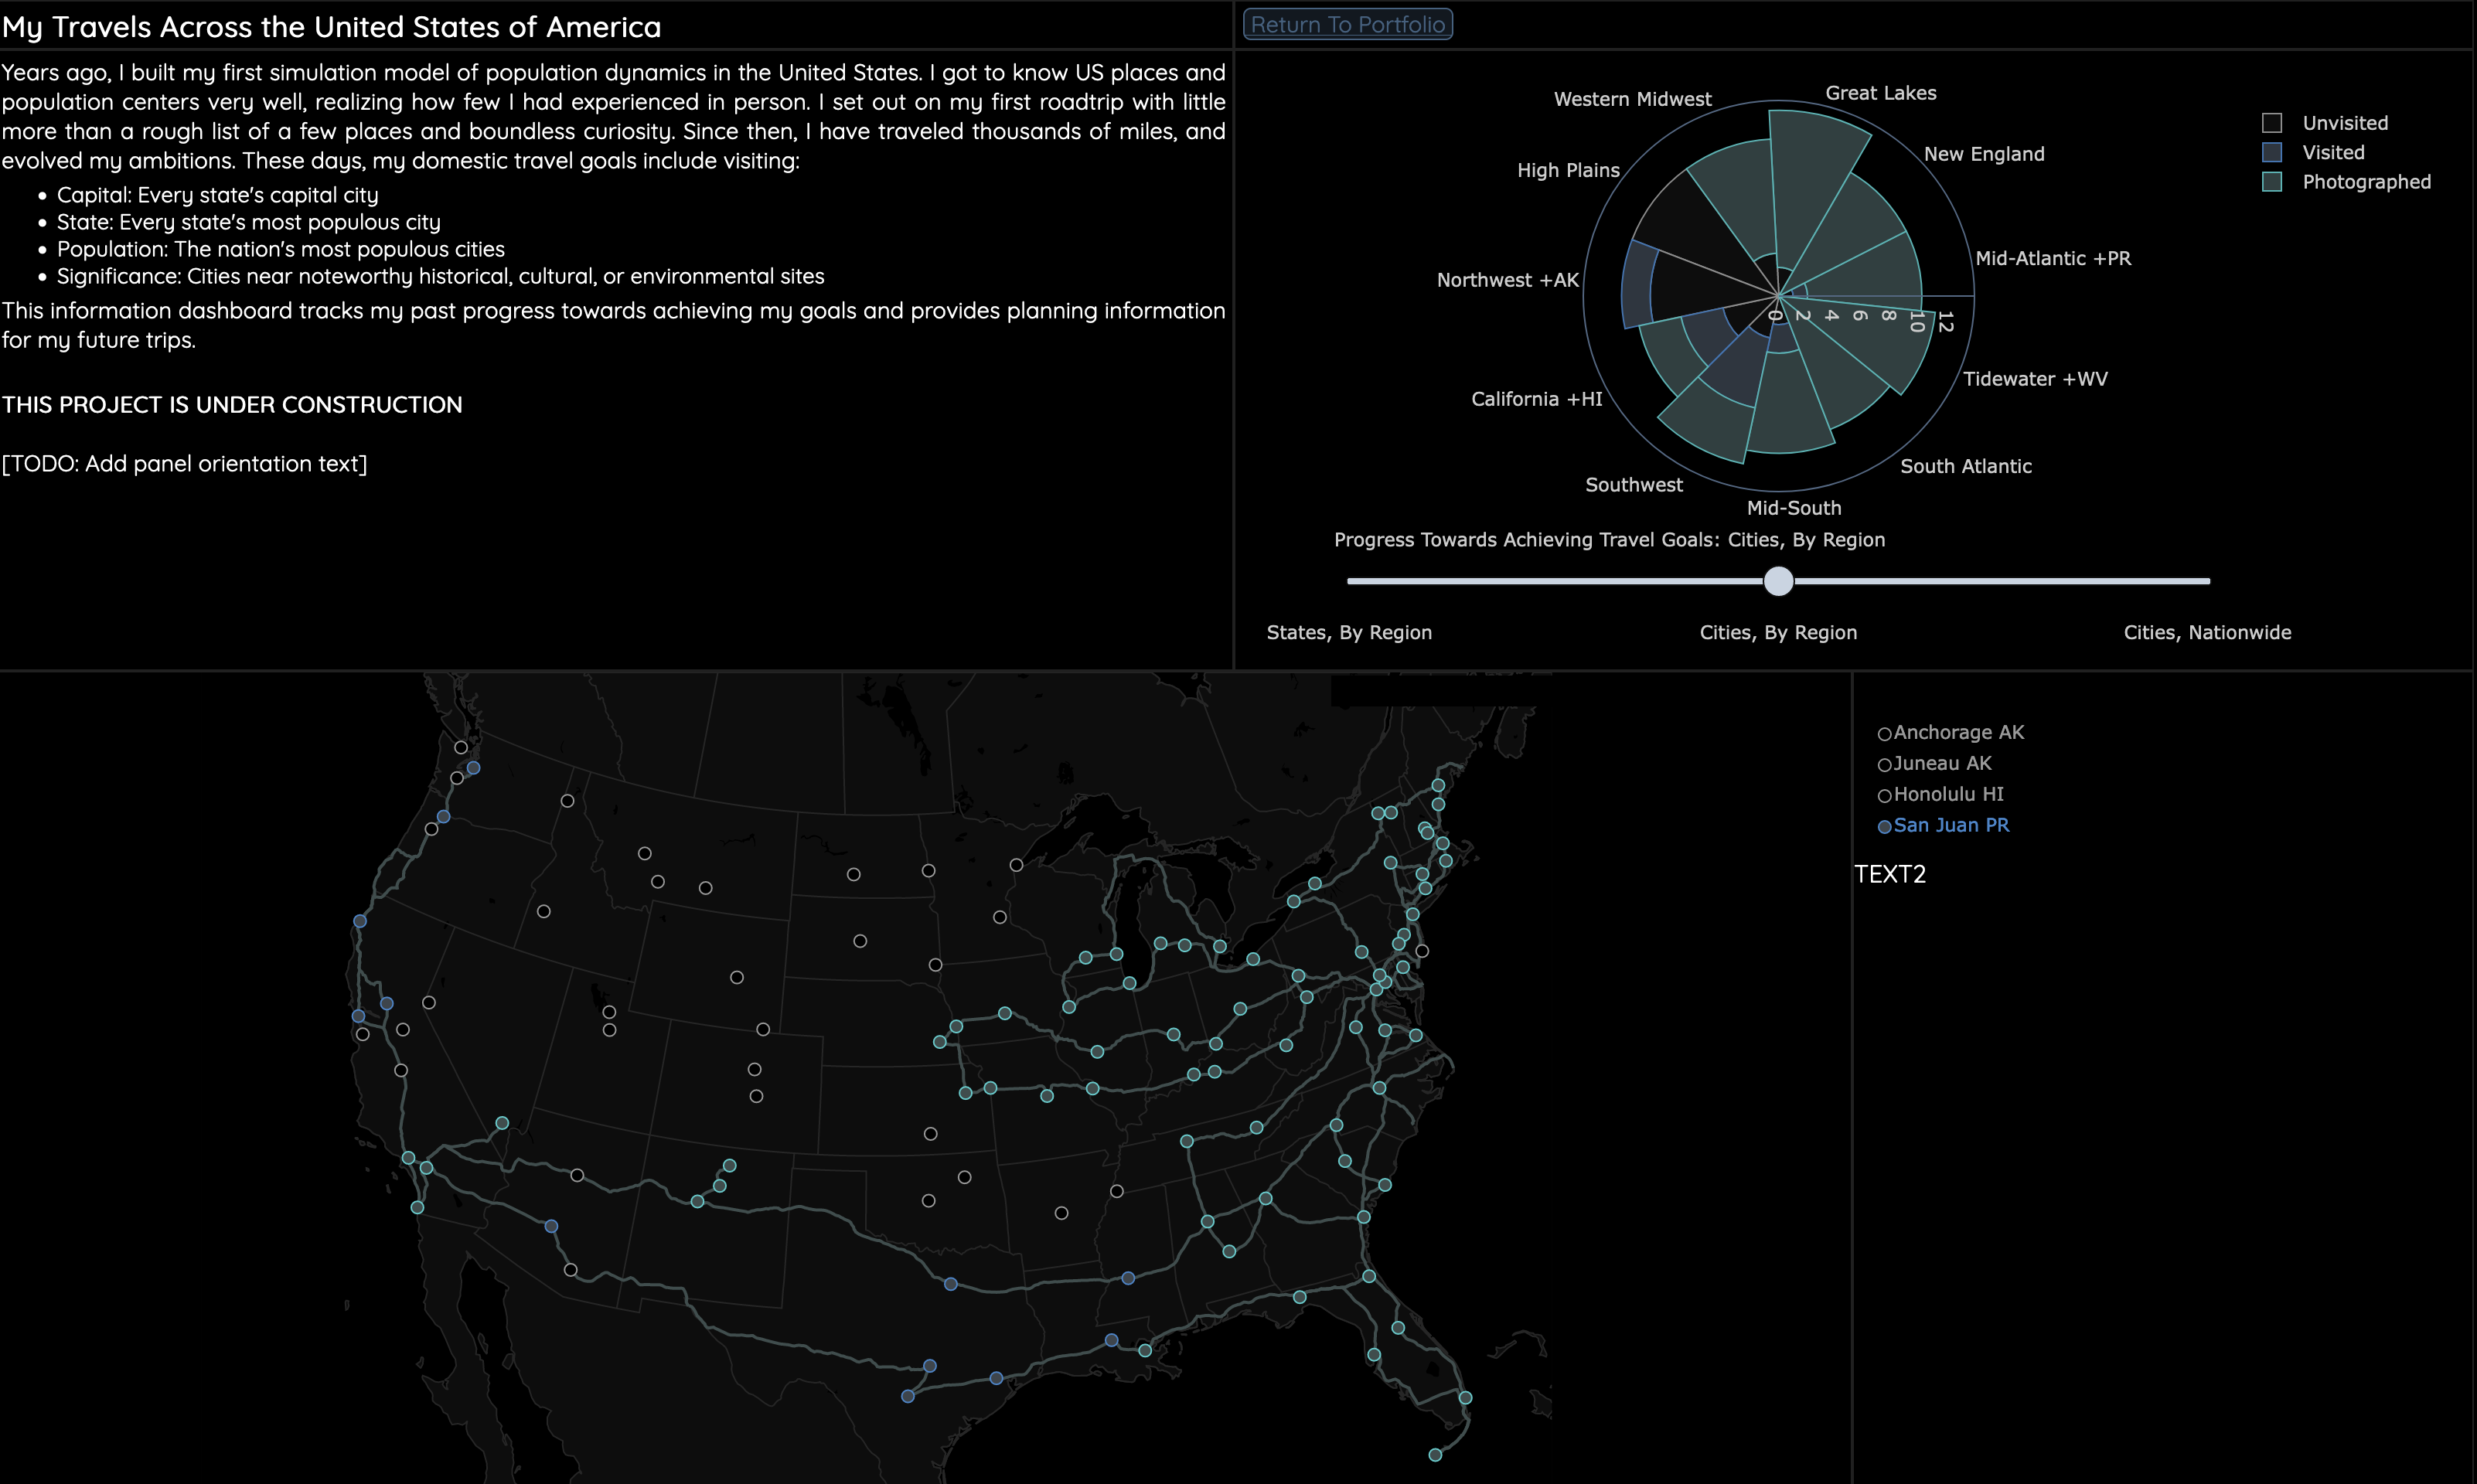 My Travels Across the United States of America
Return To Portfolio
Years ago, I built my first simulation model of population dynamics in the United States. I got to know US places and
population centers very well, realizing how few I had experienced in person. I set out on my first roadtrip with little
more than a rough list of a few places and boundless curiosity. Since then, I have traveled thousands of miles, and
evolved my ambitions. These days, my domestic travel goals include visiting:
• Capital: Every state's capital city
• State: Every state's most populous city
• Population: The nation's most populous cities
• Significance: Cities near noteworthy historical, cultural, or environmental sites
This information dashboard tracks my past progress towards achieving my goals and provides planning information
for my future trips.
THIS PROJECT IS UNDER CONSTRUCTION
[TODO: Add panel orientation text]
Great Lakes
Western Midwest
New England
High Plains
Mid-Atlantic +PR
Northwest +AK
0 2 4 6 8 10 12
Tidewater +WV
California +HI
South Atlantic
Southwest
Mid-South
Unvisited
Visited
Photographed
Progress Towards Achieving Travel Goals: Cities, By Region
States, By Region
Cities, By Region
Cities, Nationwide
Anchorage AK
Juneau AK
Honolulu HI
San Juan PR
TEXT2